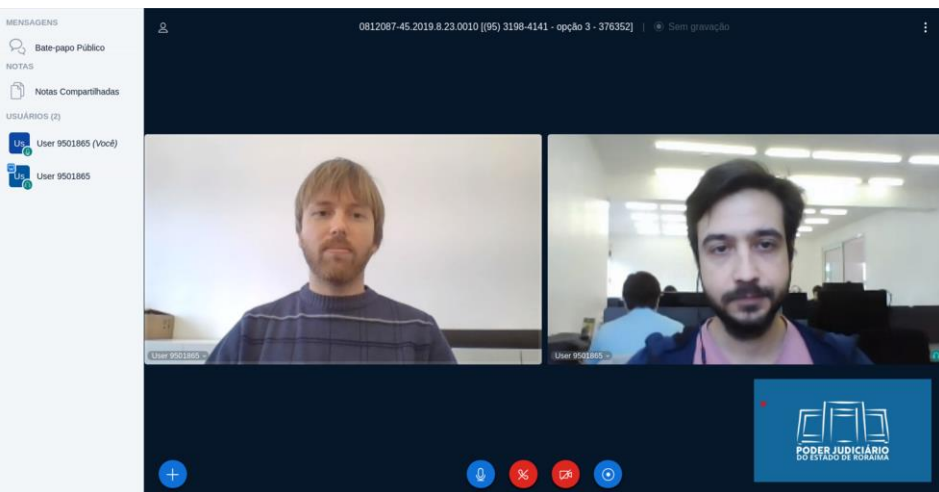 MENSAGENS
Bate-papo Público
NOTAS
Notas Compartilhadas
USUÁRIOS (2)
Us User 9501865 (Você)
Us User 9501865
0812087-45.2019.8.23.0010 [(95) 3198-4141 - opção 3 - 376352] | Sem gravação
User 9501865
User 9501865
PODER JUDICIÁRIO
DO ESTADO DE RORAIMA